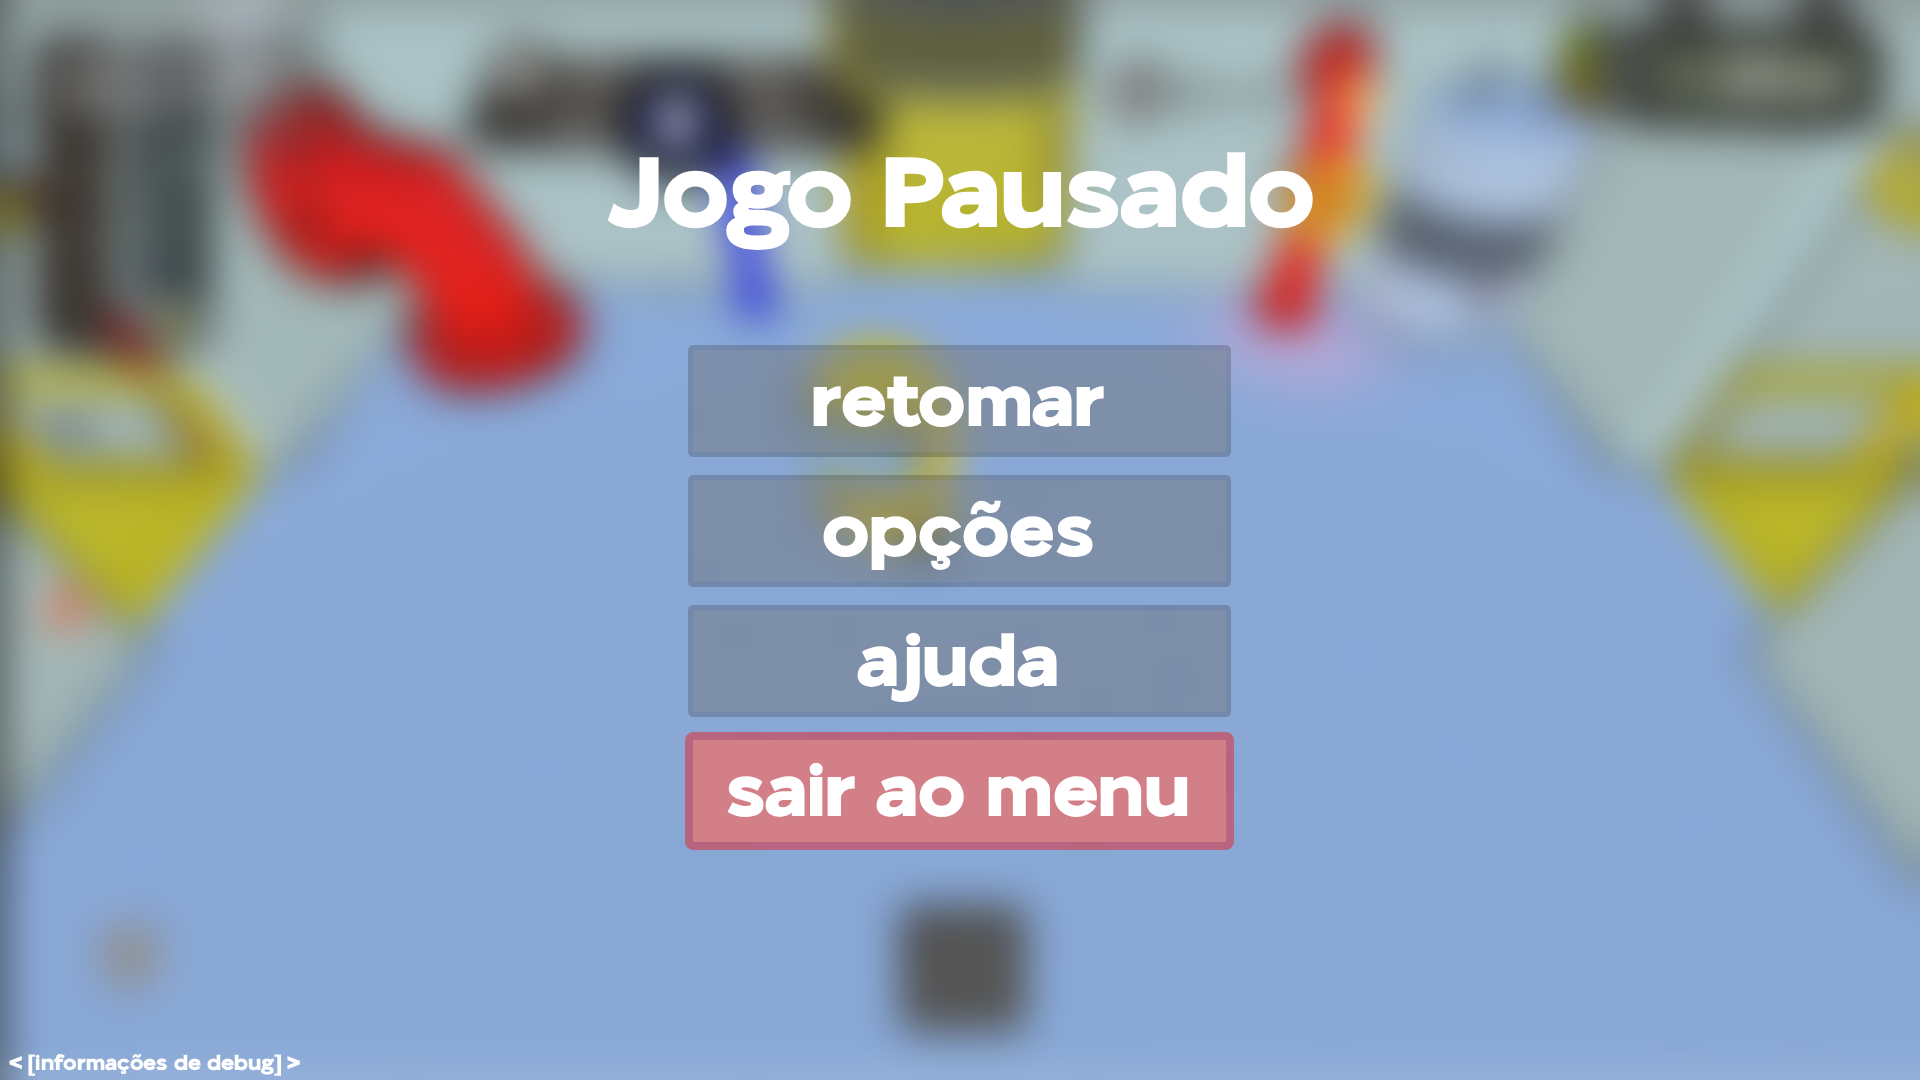 Jogo Pausado
retomar
opções
ajuda
sair ao menu
< [informações de debug] >